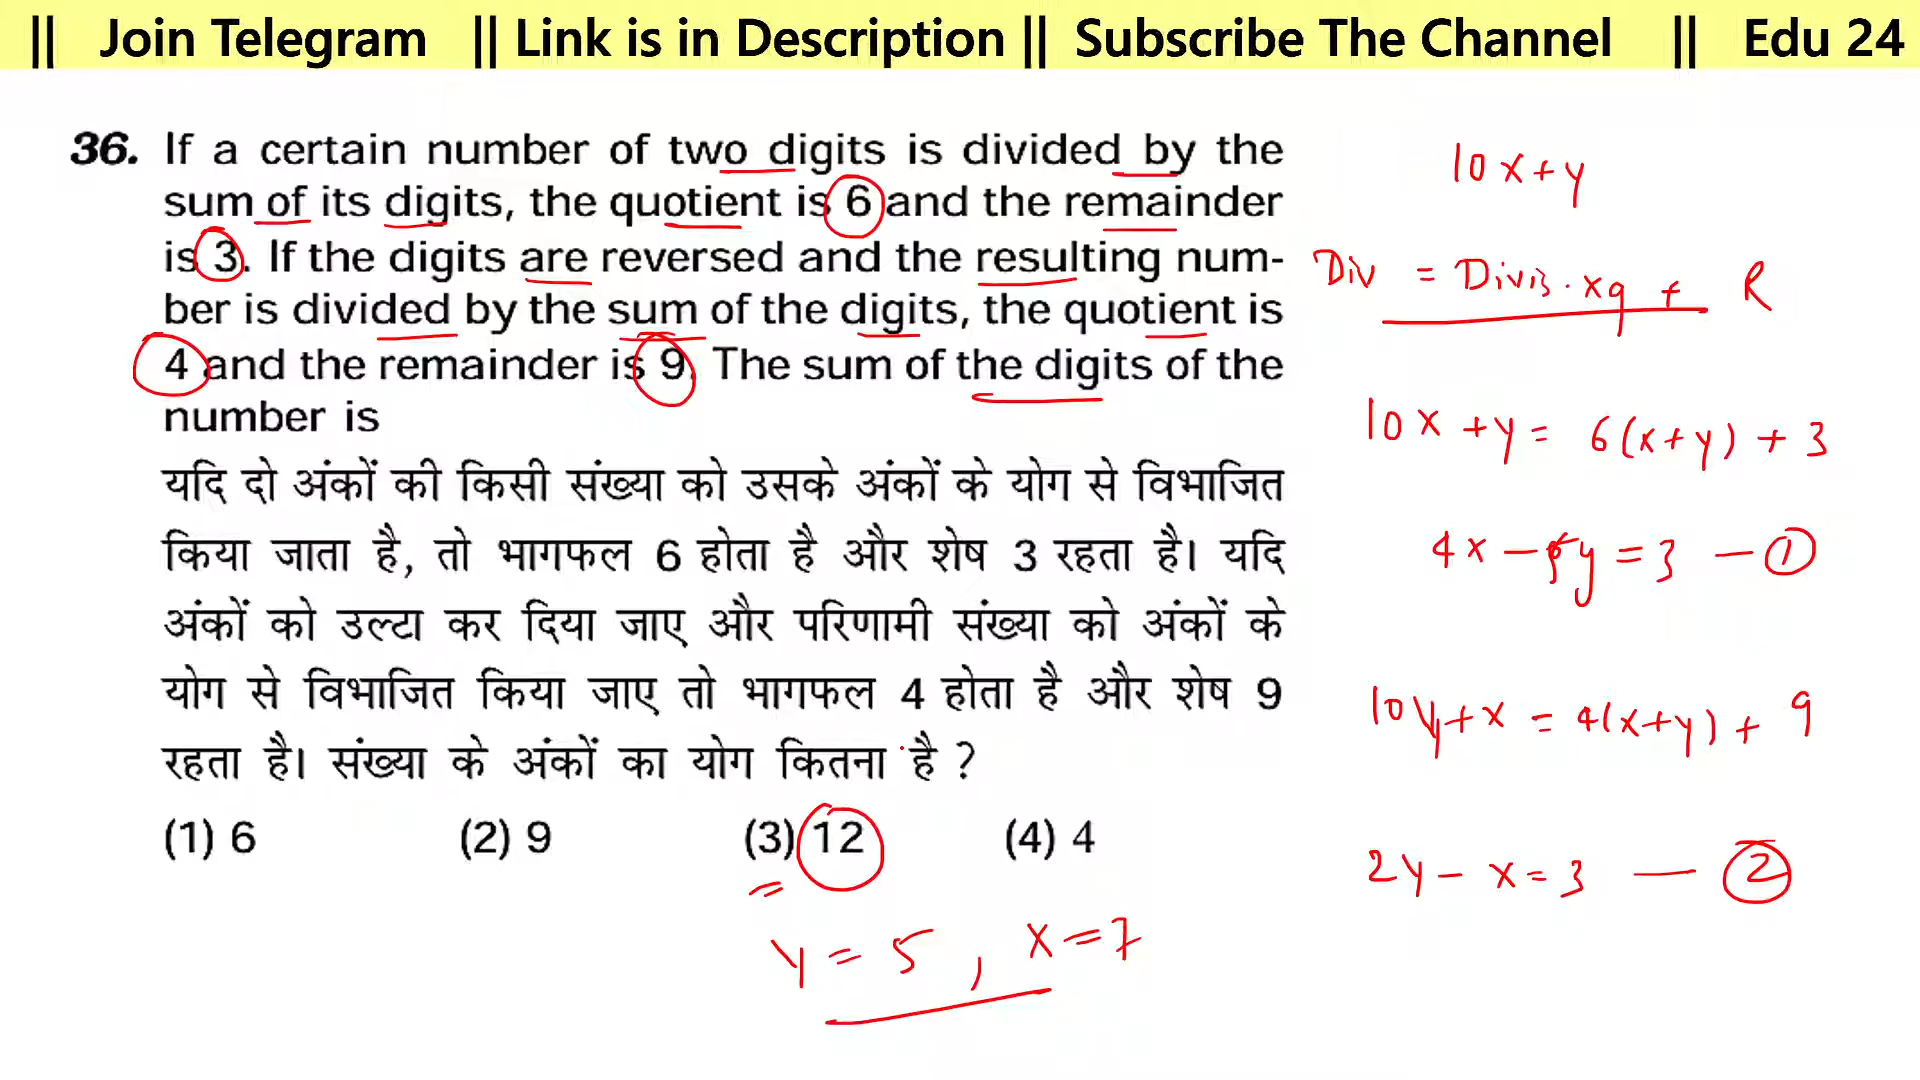 || Join Telegram || Link is in Description || Subscribe The Channel || Edu 24
36. If a certain number of two digits is divided by the
sum of its digits, the quotient is 6 and the remainder
is 3. If the digits are reversed and the resulting num-
ber is divided by the sum of the digits, the quotient is
4 and the remainder is 9. The sum of the digits of the
number is
यदि दो अंकों की किसी संख्या को उसके अंकों के योग से विभाजित
किया जाता है, तो भागफल 6 होता है और शेष 3 रहता है। यदि
अंकों को उल्टा कर दिया जाए और परिणामी संख्या को अंकों के
योग से विभाजित किया जाए तो भागफल 4 होता है और शेष 9
रहता है। संख्या के अंकों का योग कितना है ?
(1) 6 (2) 9 (3) 12 (4) 4
y = 5 , x = 7
10x+y
Div = Divis. xq + R
10x + y = 6(x+y) + 3
4x - 5y = 3 — 1
10y + x = 4(x+y) + 9
2y - x = 3 — 2